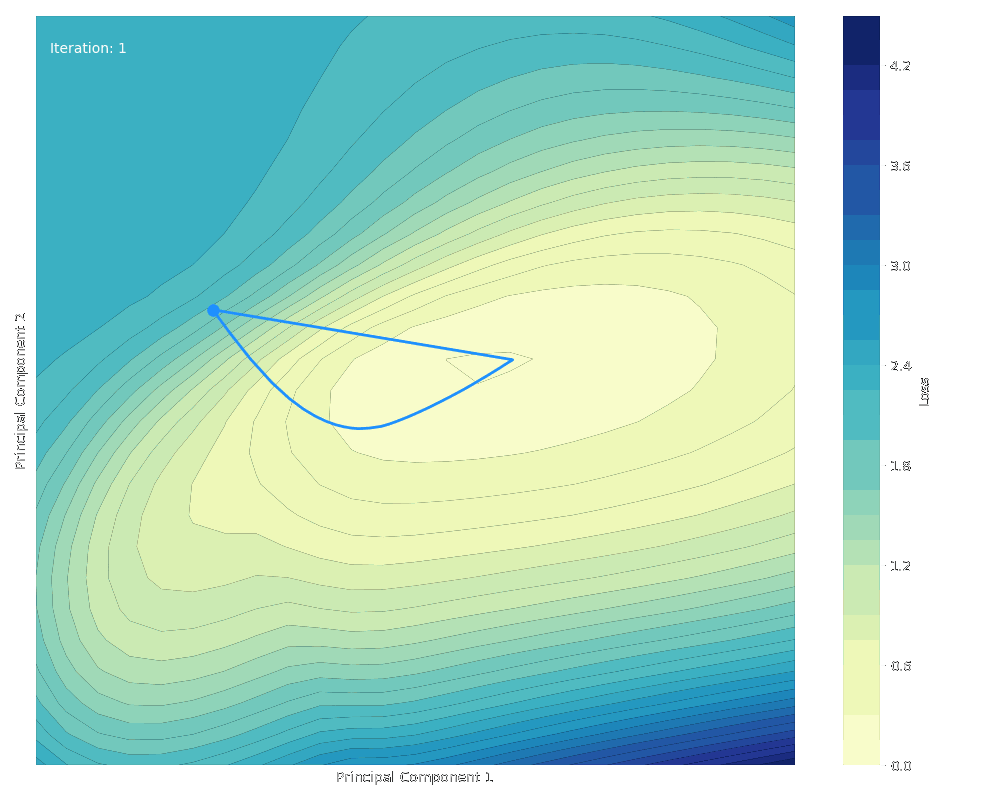 Iteration: 1
Principal Component 2
Principal Component 1
4.2
3.6
3.0
2.4
1.8
1.2
0.6
0.0
Loss